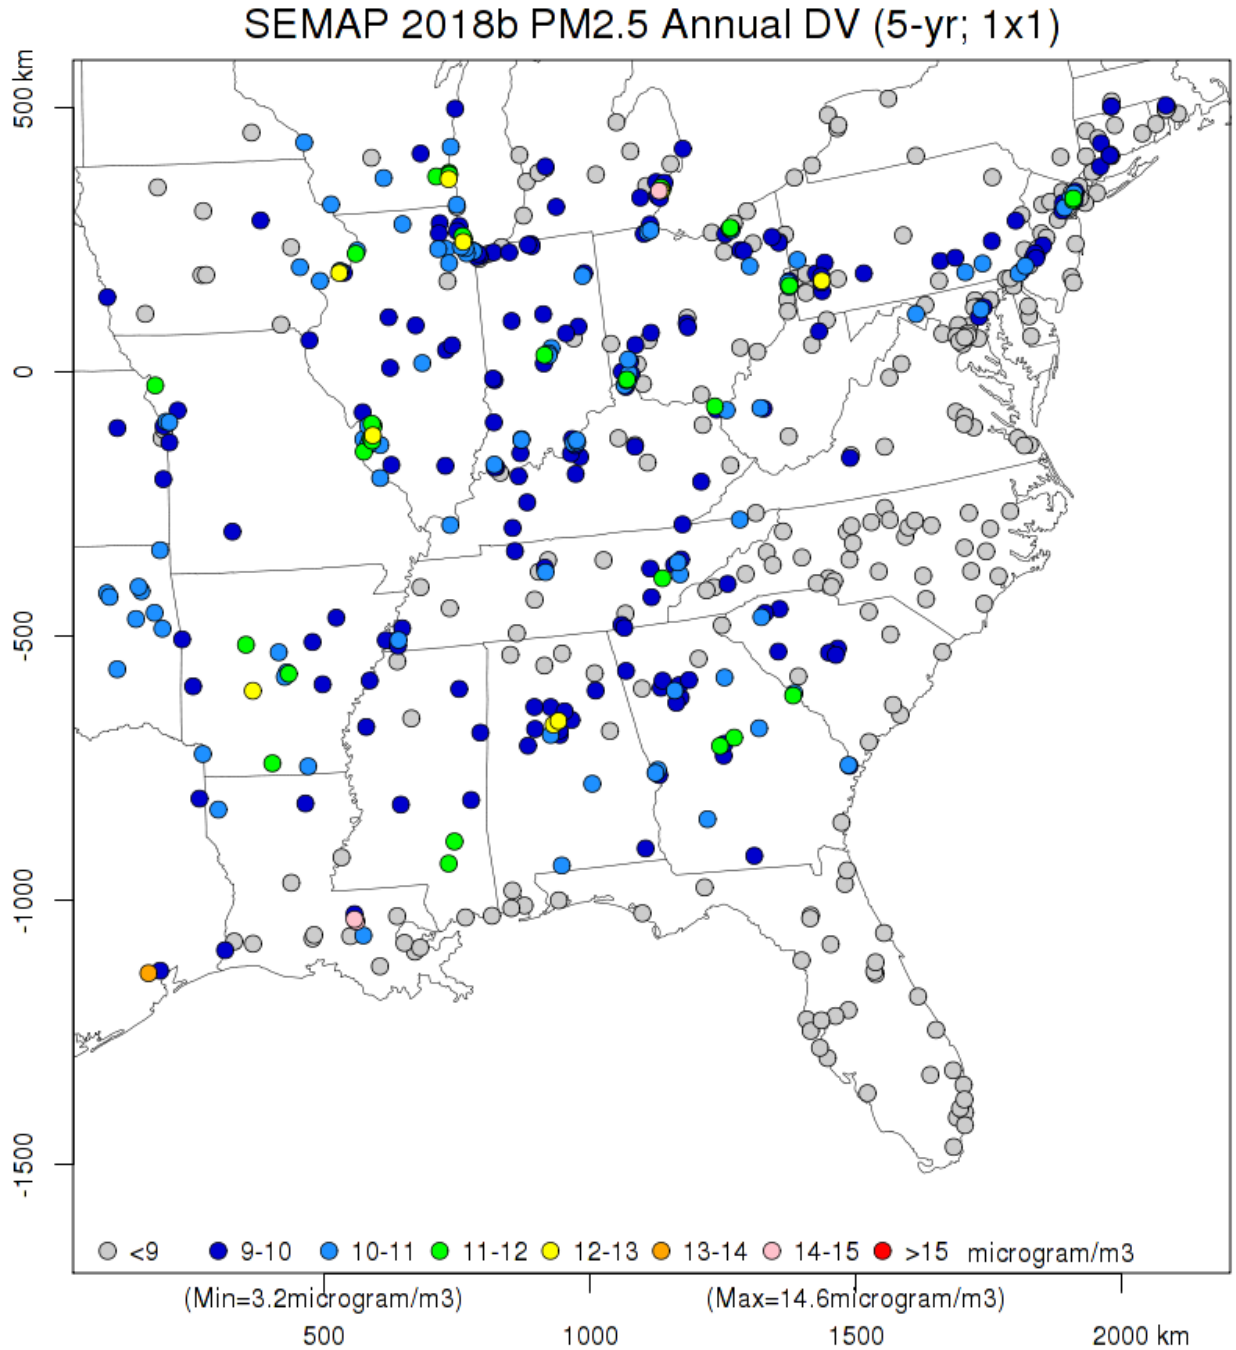 SEMAP 2018b PM2.5 Annual DV (5-yr; 1x1)
500 km
0
-500
-1000
-1500
<9 9-10 10-11 11-12 12-13 13-14 14-15 >15 microgram/m3
(Min=3.2microgram/m3) (Max=14.6microgram/m3)
500 1000 1500 2000 km